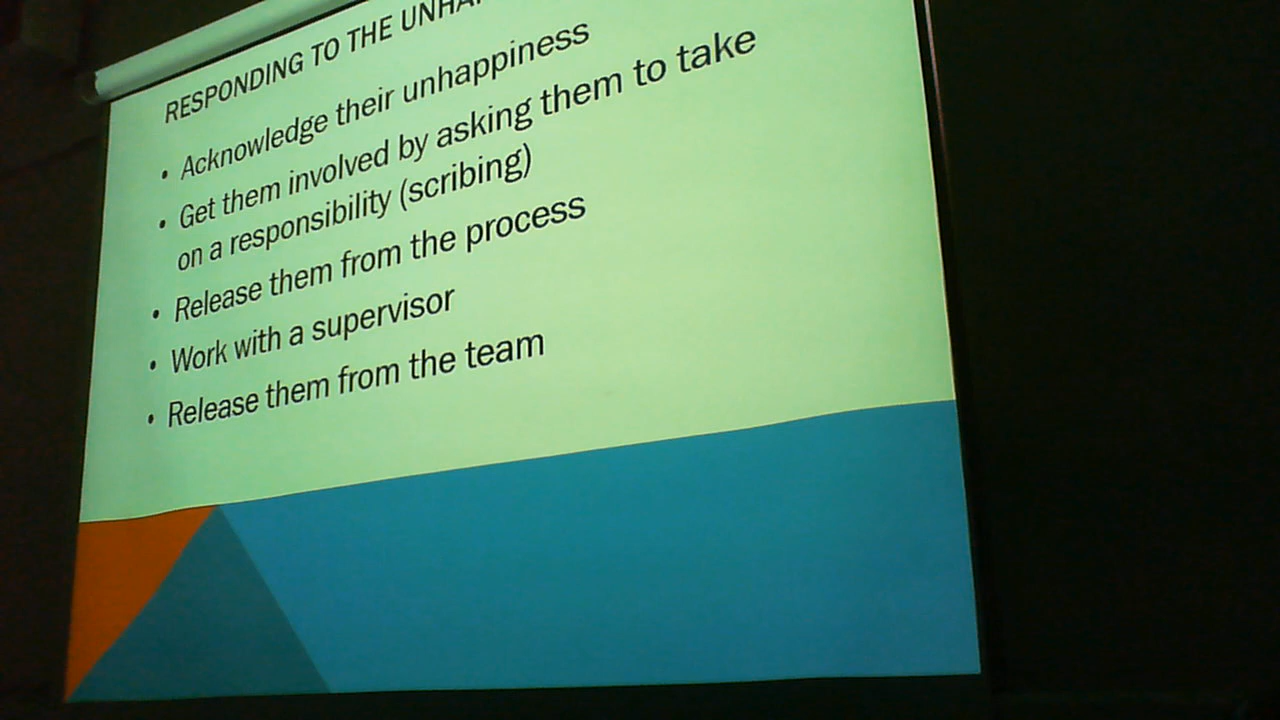 RESPONDING TO THE
• Acknowledge their unhappiness
• Get them involved by asking them to take
on a responsibility (scribing)
• Release them from the process
• Work with a supervisor
• Release them from the team